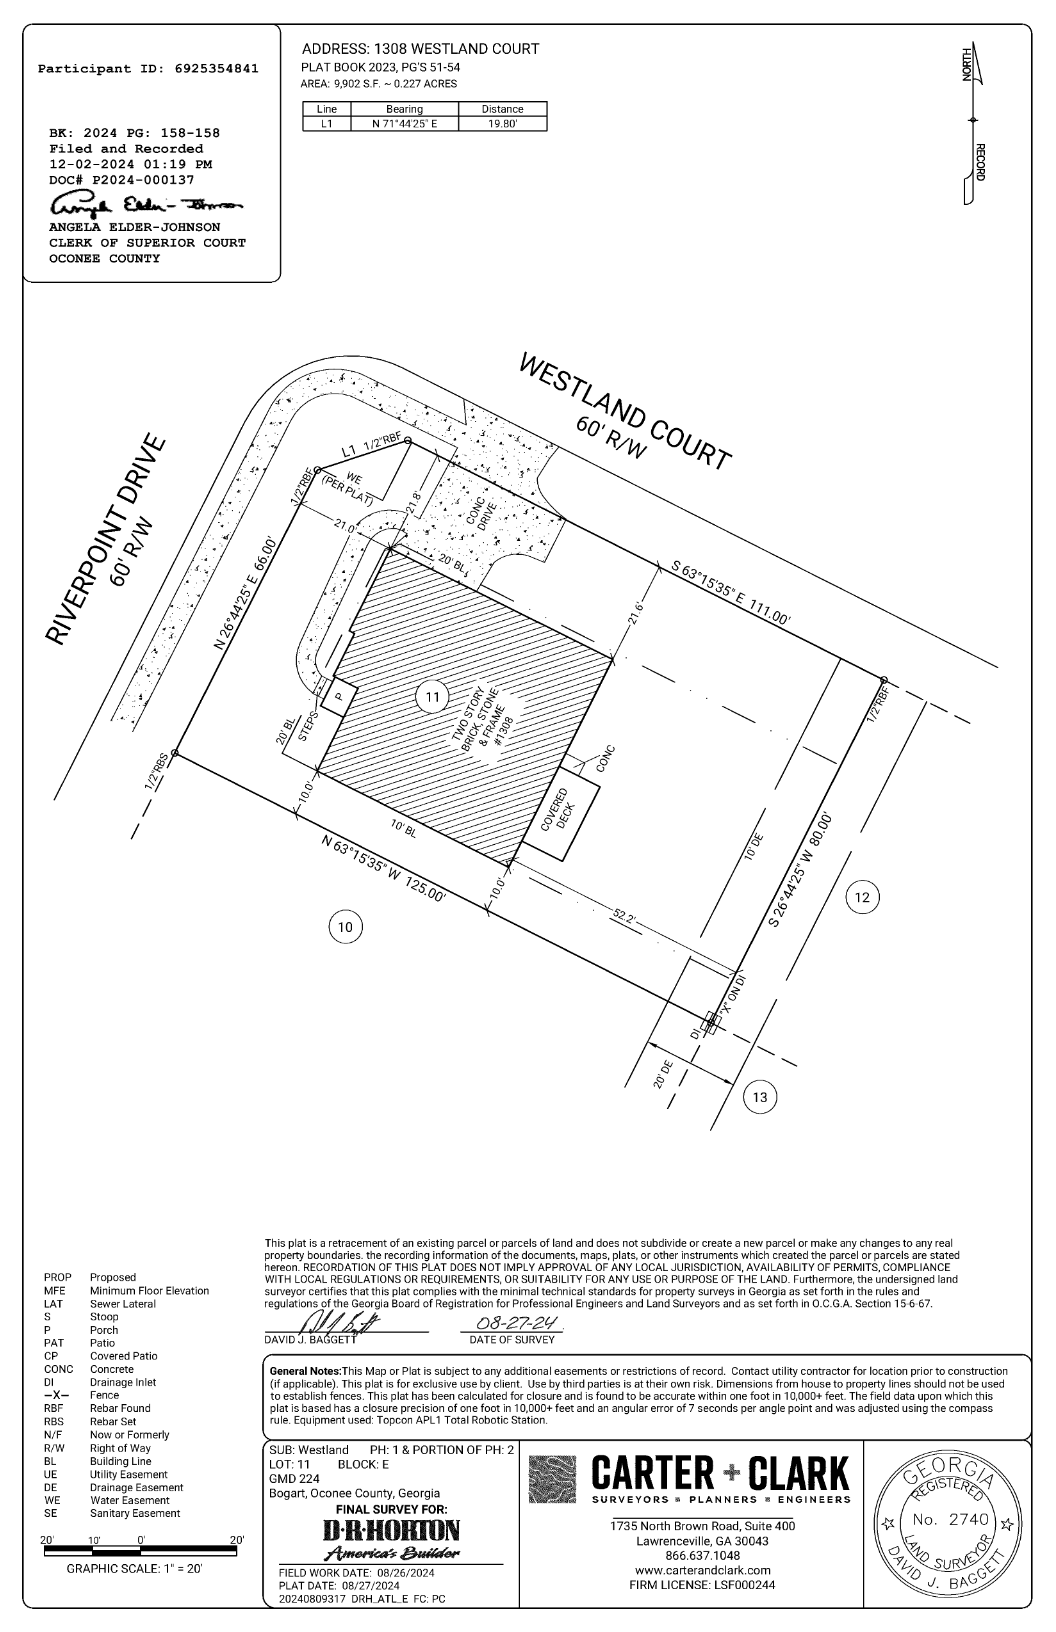 Participant ID: 6925354841
BK: 2024 PG: 158-158
Filed and Recorded
12-02-2024 01:19 PM
DOC# P2024-000137
ANGELA ELDER-JOHNSON
CLERK OF SUPERIOR COURT
OCONEE COUNTY
ADDRESS: 1308 WESTLAND COURT
PLAT BOOK 2023, PG'S 51-54
AREA: 9,902 S.F. ~ 0.227 ACRES
Line Bearing Distance
L1 N 71°44'25" E 19.80'
NORTH
RECORD
WESTLAND COURT
60' R/W
RIVERPOINT DRIVE
60' R/W
L1 1/2"RBF
1/2"RBF
WE
(PER PLAT)
21.8'
21.0'
CONC
DRIVE
20' BL
N 26°44'25" E 66.00'
S 63°15'35" E 111.00'
21.6'
11
P
TWO STORY
BRICK, STONE
& FRAME
#1308
20' BL
STEPS
1/2"RBF
1/2"RBS
CONC
COVERED
DECK
10.0'
10' BL
N 63°15'35" W 125.00'
10.0'
10' DE
S 26°44'25" W 80.00'
12
10
52.2'
"X" ON DI
DI
20' DE
13
This plat is a retracement of an existing parcel or parcels of land and does not subdivide or create a new parcel or make any changes to any real
property boundaries. the recording information of the documents, maps, plats, or other instruments which created the parcel or parcels are stated
hereon. RECORDATION OF THIS PLAT DOES NOT IMPLY APPROVAL OF ANY LOCAL JURISDICTION, AVAILABILITY OF PERMITS, COMPLIANCE
WITH LOCAL REGULATIONS OR REQUIREMENTS, OR SUITABILITY FOR ANY USE OR PURPOSE OF THE LAND. Furthermore, the undersigned land
surveyor certifies that this plat complies with the minimal technical standards for property surveys in Georgia as set forth in the rules and
regulations of the Georgia Board of Registration for Professional Engineers and Land Surveyors and as set forth in O.C.G.A. Section 15-6-67.
08-27-24
DAVID J. BAGGETT DATE OF SURVEY
PROP Proposed
MFE Minimum Floor Elevation
LAT Sewer Lateral
S Stoop
P Porch
PAT Patio
CP Covered Patio
CONC Concrete
DI Drainage Inlet
—X— Fence
RBF Rebar Found
RBS Rebar Set
N/F Now or Formerly
R/W Right of Way
BL Building Line
UE Utility Easement
DE Drainage Easement
WE Water Easement
SE Sanitary Easement
20' 10' 0' 20'
GRAPHIC SCALE: 1" = 20'
General Notes:This Map or Plat is subject to any additional easements or restrictions of record. Contact utility contractor for location prior to construction
(if applicable). This plat is for exclusive use by client. Use by third parties is at their own risk. Dimensions from house to property lines should not be used
to establish fences. This plat has been calculated for closure and is found to be accurate within one foot in 10,000+ feet. The field data upon which this
plat is based has a closure precision of one foot in 10,000+ feet and an angular error of 7 seconds per angle point and was adjusted using the compass
rule. Equipment used: Topcon APL1 Total Robotic Station.
SUB: Westland PH: 1 & PORTION OF PH: 2
LOT: 11 BLOCK: E
GMD 224
Bogart, Oconee County, Georgia
FINAL SURVEY FOR:
D·R·HORTON
America's Builder
FIELD WORK DATE: 08/26/2024
PLAT DATE: 08/27/2024
20240809317 DRH_ATL_E FC: PC
CARTER + CLARK
SURVEYORS PLANNERS ENGINEERS
1735 North Brown Road, Suite 400
Lawrenceville, GA 30043
866.637.1048
www.carterandclark.com
FIRM LICENSE: LSF000244
GEORGIA
REGISTERED
No. 2740
LAND SURVEYOR
DAVID J. BAGGETT